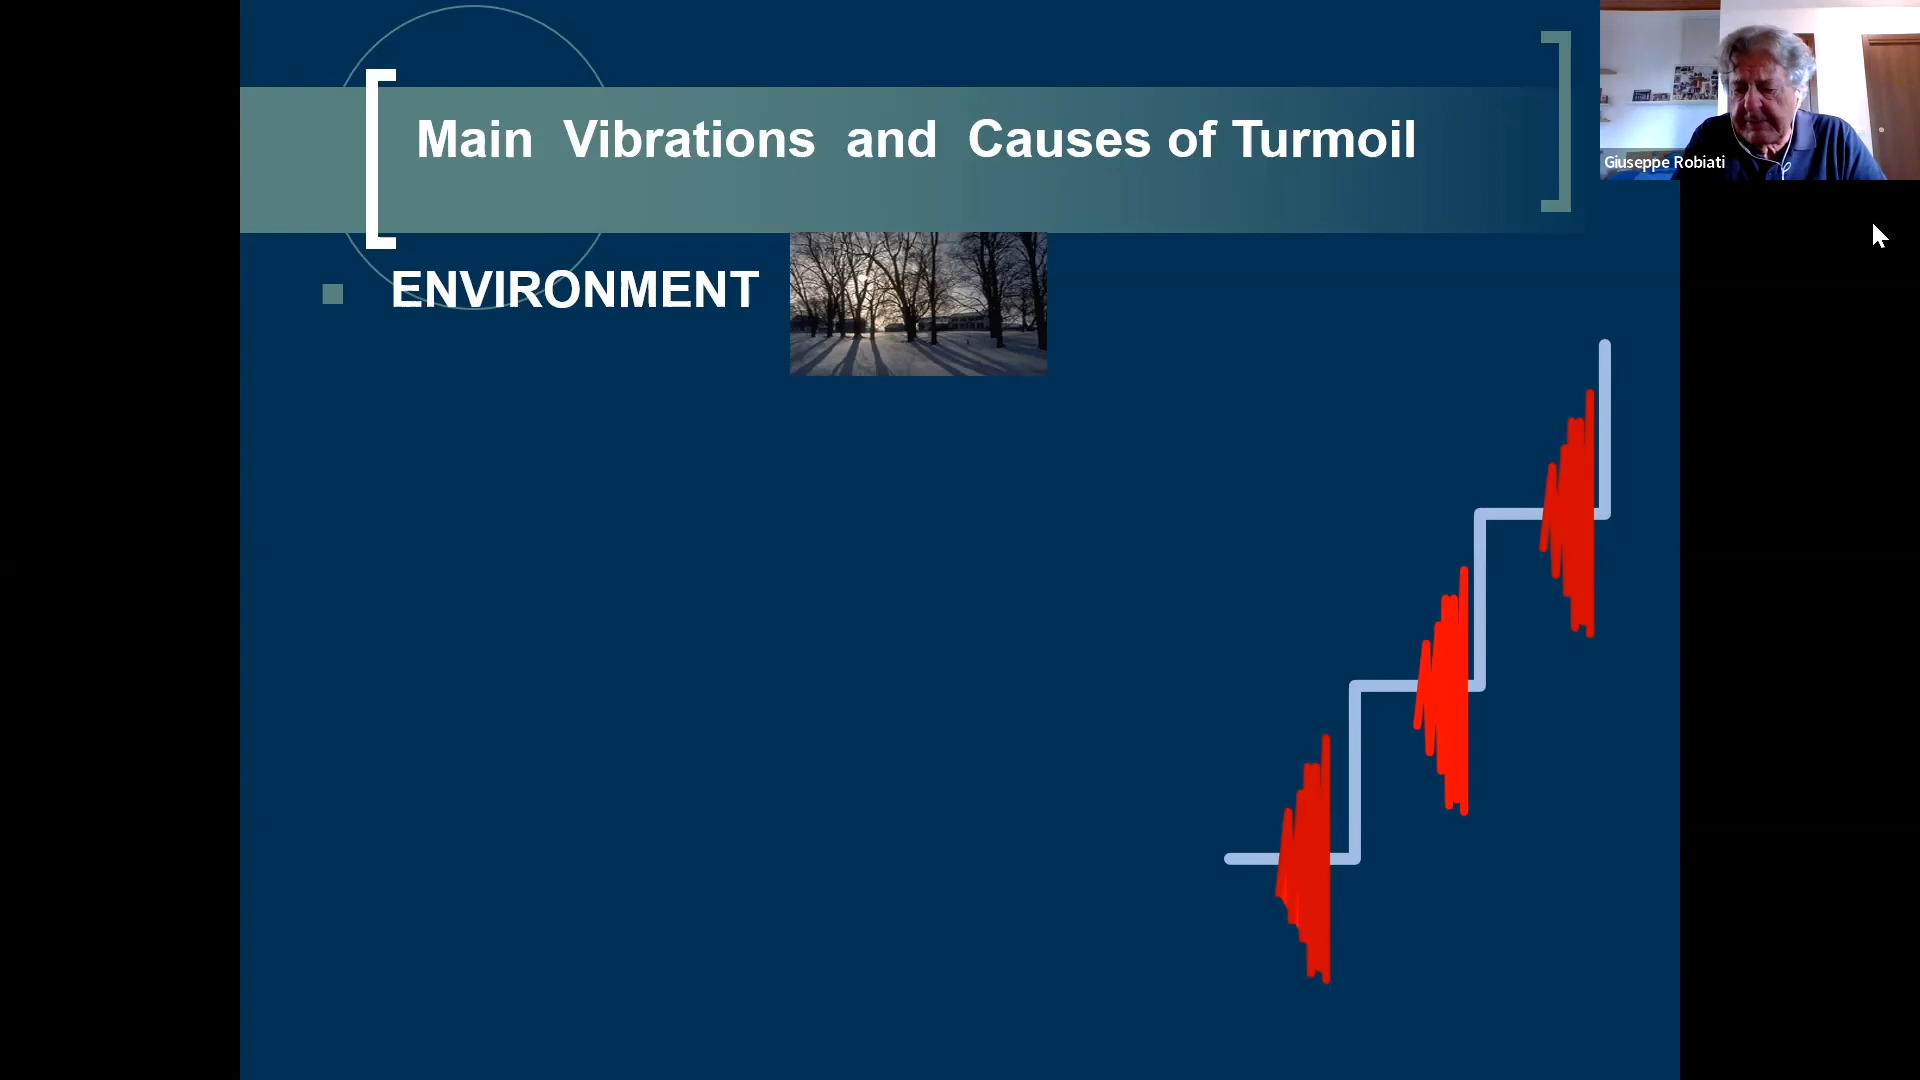 Main Vibrations and Causes of Turmoil
Giuseppe Robiati
ENVIRONMENT